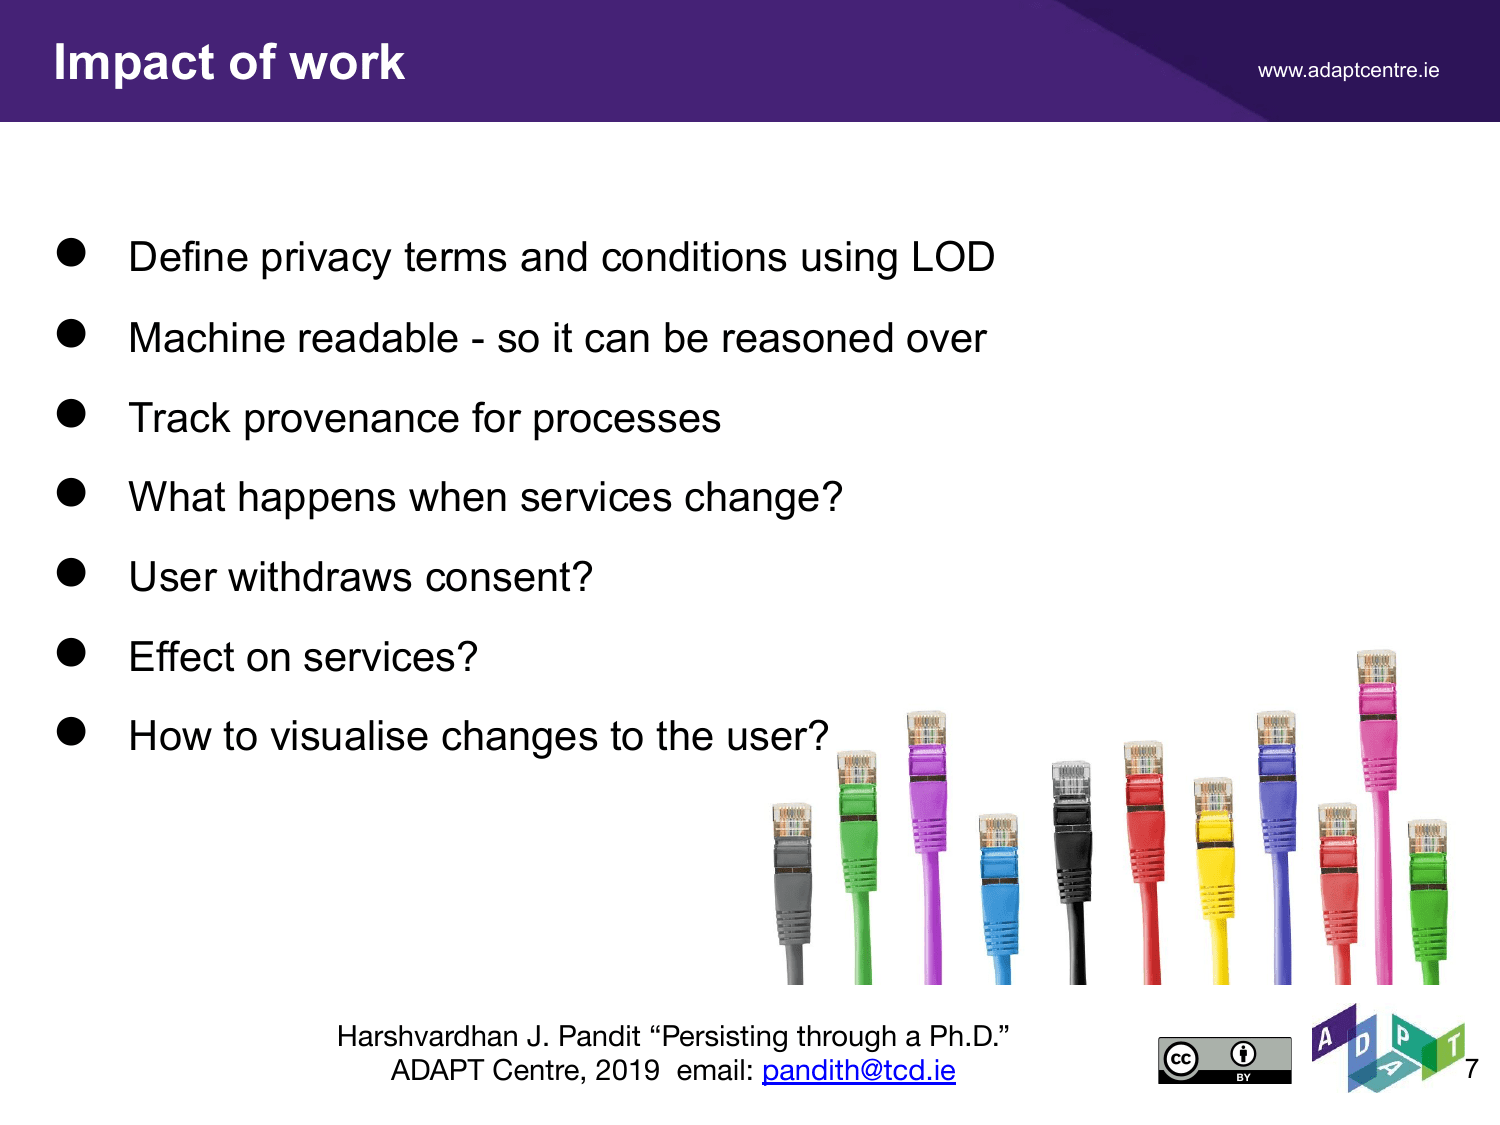 Impact of work
www.adaptcentre.ie
● Define privacy terms and conditions using LOD
● Machine readable - so it can be reasoned over
● Track provenance for processes
● What happens when services change?
● User withdraws consent?
● Effect on services?
● How to visualise changes to the user?
Harshvardhan J. Pandit “Persisting through a Ph.D.”
ADAPT Centre, 2019 email: pandith@tcd.ie
cc BY
ADAPT
7